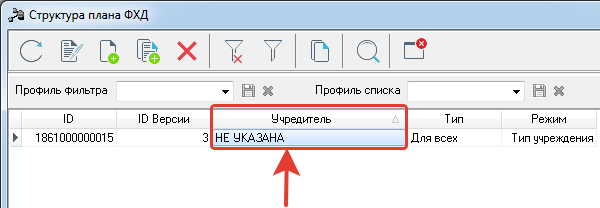 Структура плана ФХД
Профиль фильтра Профиль списка
ID ID Версии Учредитель Тип Режим
1861000000015 3 НЕ УКАЗАНА Для всех Тип учреждения